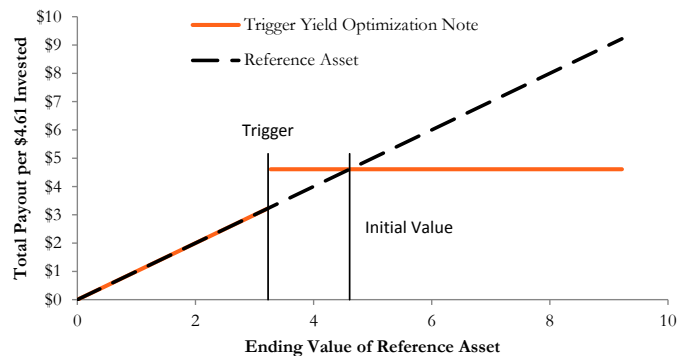 $10
$9
$8
$7
$6
$5
$4
$3
$2
$1
$0
Total Payout per $4.61 Invested
Trigger Yield Optimization Note
Reference Asset
Trigger
Initial Value
0
2
4
6
8
10
Ending Value of Reference Asset